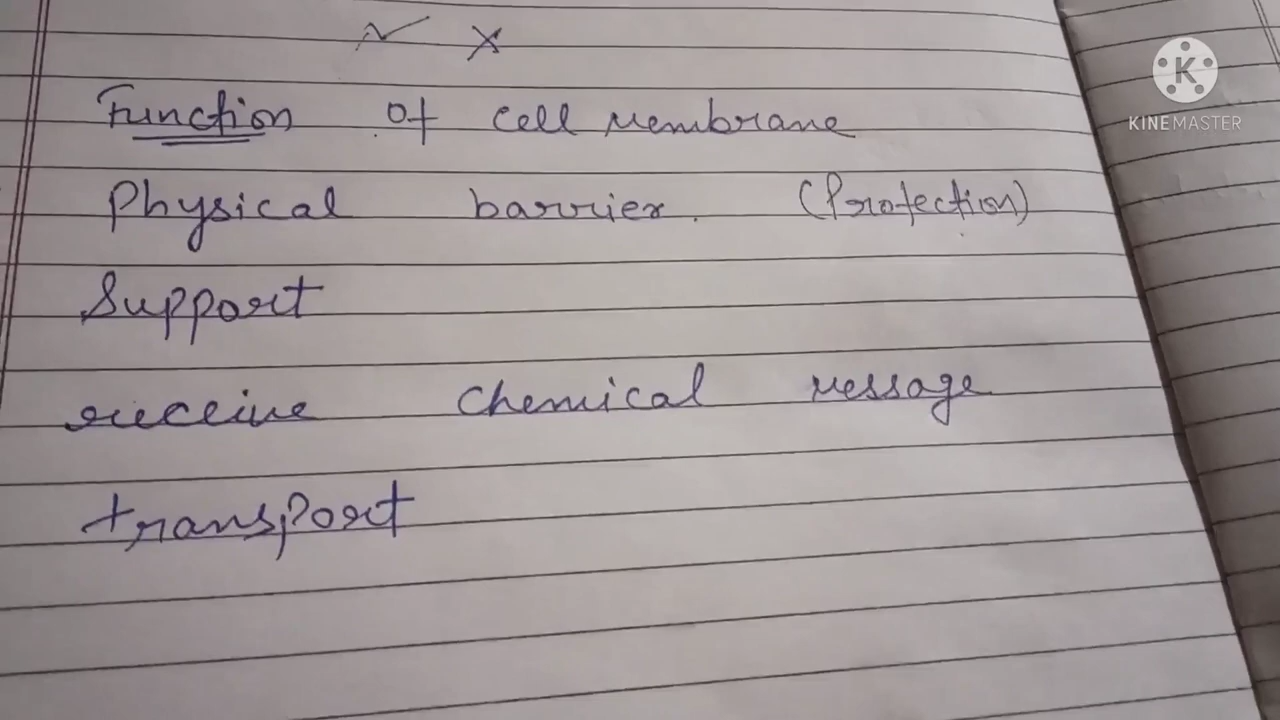 Function of cell membrane
Physical barrier. (Protection)
Support
receive chemical message
transport
K
KINEMASTER